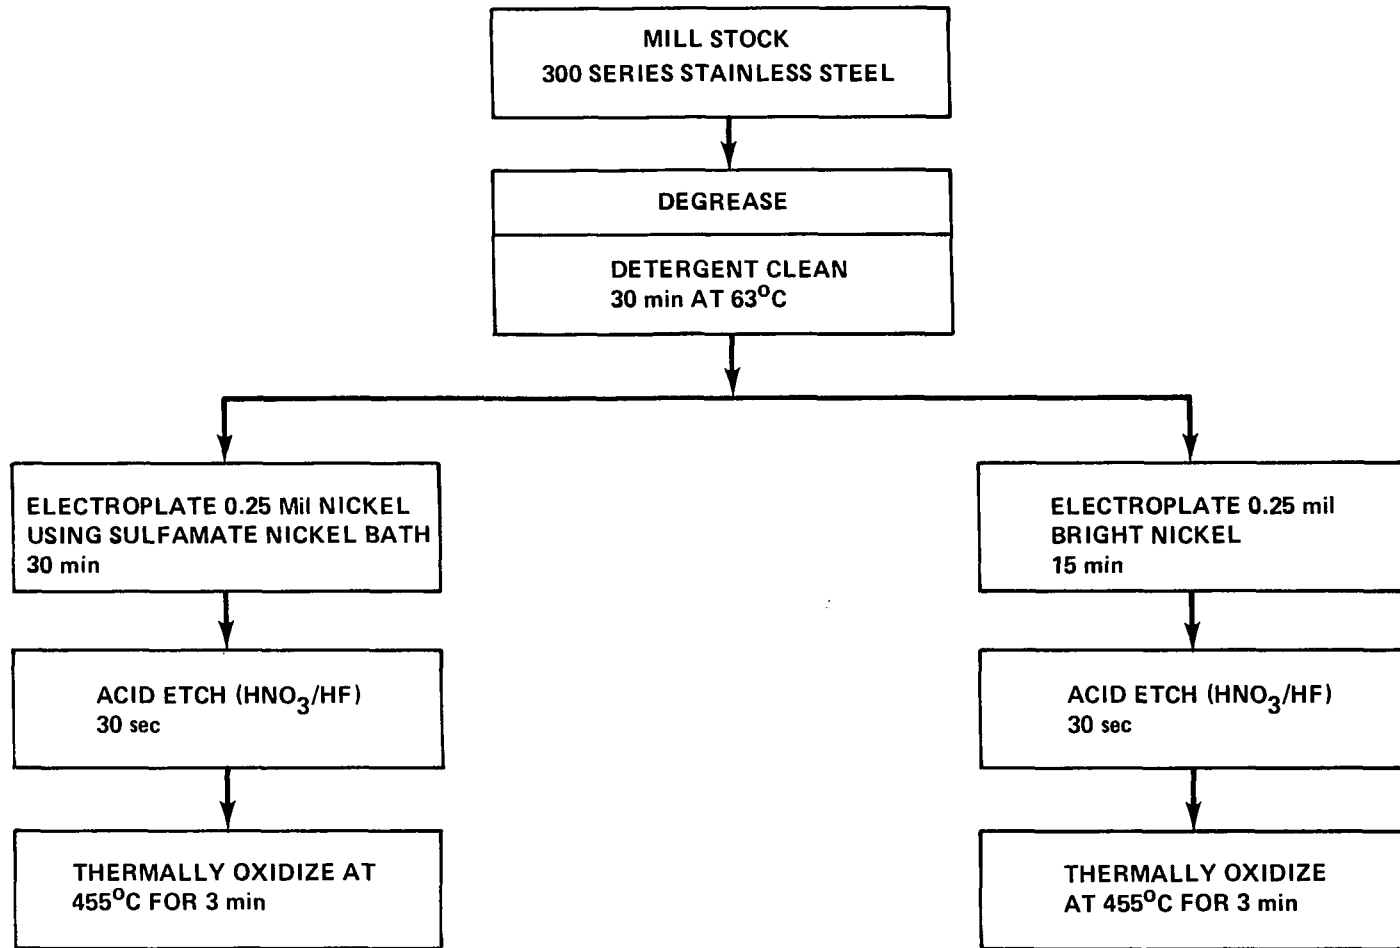 MILL STOCK
300 SERIES STAINLESS STEEL
DEGREASE
DETERGENT CLEAN
30 min AT 63°C
ELECTROPLATE 0.25 Mil NICKEL
USING SULFAMATE NICKEL BATH
30 min
ACID ETCH (HNO₃/HF)
30 sec
THERMALLY OXIDIZE AT
455°C FOR 3 min
ELECTROPLATE 0.25 mil
BRIGHT NICKEL
15 min
ACID ETCH (HNO₃/HF)
30 sec
THERMALLY OXIDIZE
AT 455°C FOR 3 min